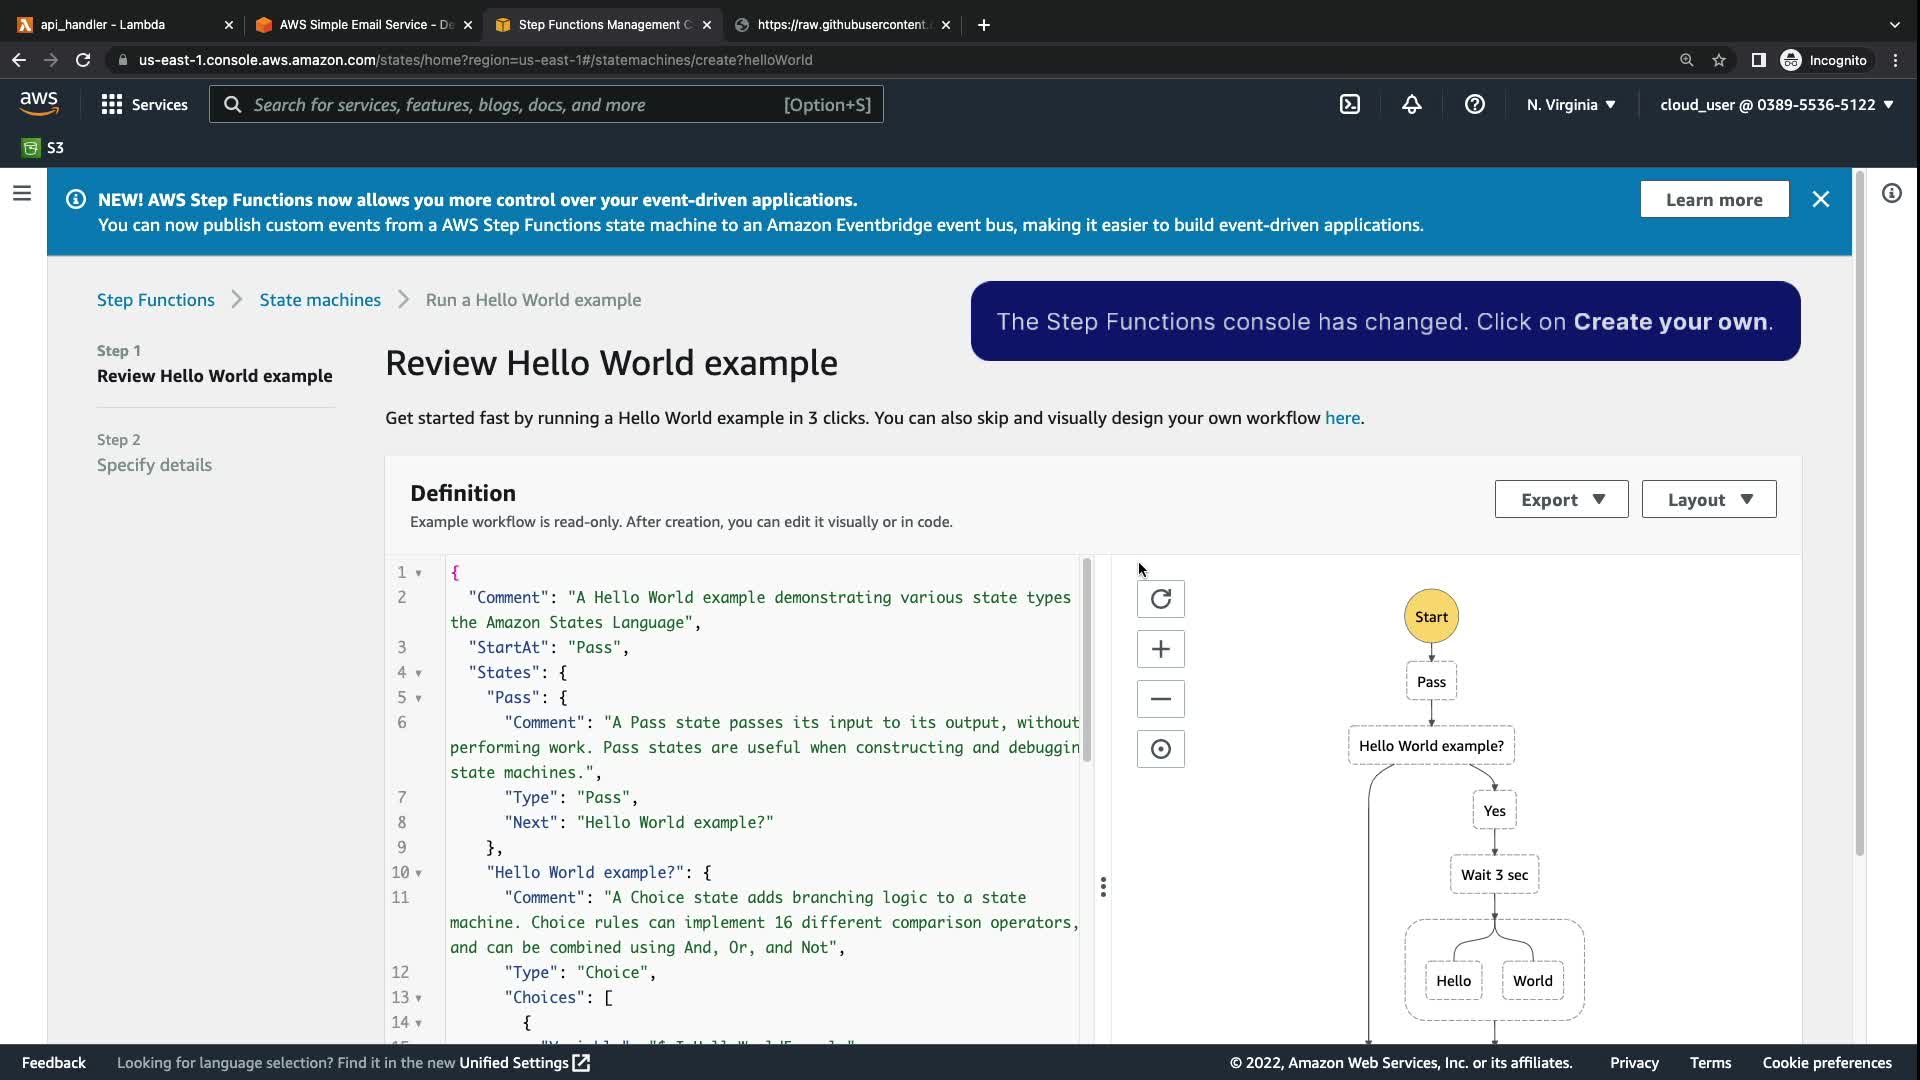 api_handler - Lambda
AWS Simple Email Service - De
Step Functions Management C
https://raw.githubusercontent.c
us-east-1.console.aws.amazon.com/states/home?region=us-east-1#/statemachines/create?helloWorld
Incognito
aws
Services
Search for services, features, blogs, docs, and more
[Option+S]
N. Virginia ▼
cloud_user @ 0389-5536-5122 ▼
S3
NEW! AWS Step Functions now allows you more control over your event-driven applications.
You can now publish custom events from a AWS Step Functions state machine to an Amazon Eventbridge event bus, making it easier to build event-driven applications.
Learn more
Step Functions > State machines > Run a Hello World example
The Step Functions console has changed. Click on Create your own.
Step 1
Review Hello World example
Step 2
Specify details
Review Hello World example
Get started fast by running a Hello World example in 3 clicks. You can also skip and visually design your own workflow here.
Definition
Example workflow is read-only. After creation, you can edit it visually or in code.
Export ▼
Layout ▼
1 {
2 "Comment": "A Hello World example demonstrating various state types
the Amazon States Language",
3 "StartAt": "Pass",
4 "States": {
5 "Pass": {
6 "Comment": "A Pass state passes its input to its output, without
performing work. Pass states are useful when constructing and debuggin
state machines.",
7 "Type": "Pass",
8 "Next": "Hello World example?"
9 },
10 "Hello World example?": {
11 "Comment": "A Choice state adds branching logic to a state
machine. Choice rules can implement 16 different comparison operators,
and can be combined using And, Or, and Not",
12 "Type": "Choice",
13 "Choices": [
14 {
Start
Pass
Hello World example?
Yes
Wait 3 sec
Hello
World
Feedback
Looking for language selection? Find it in the new Unified Settings
© 2022, Amazon Web Services, Inc. or its affiliates.
Privacy
Terms
Cookie preferences